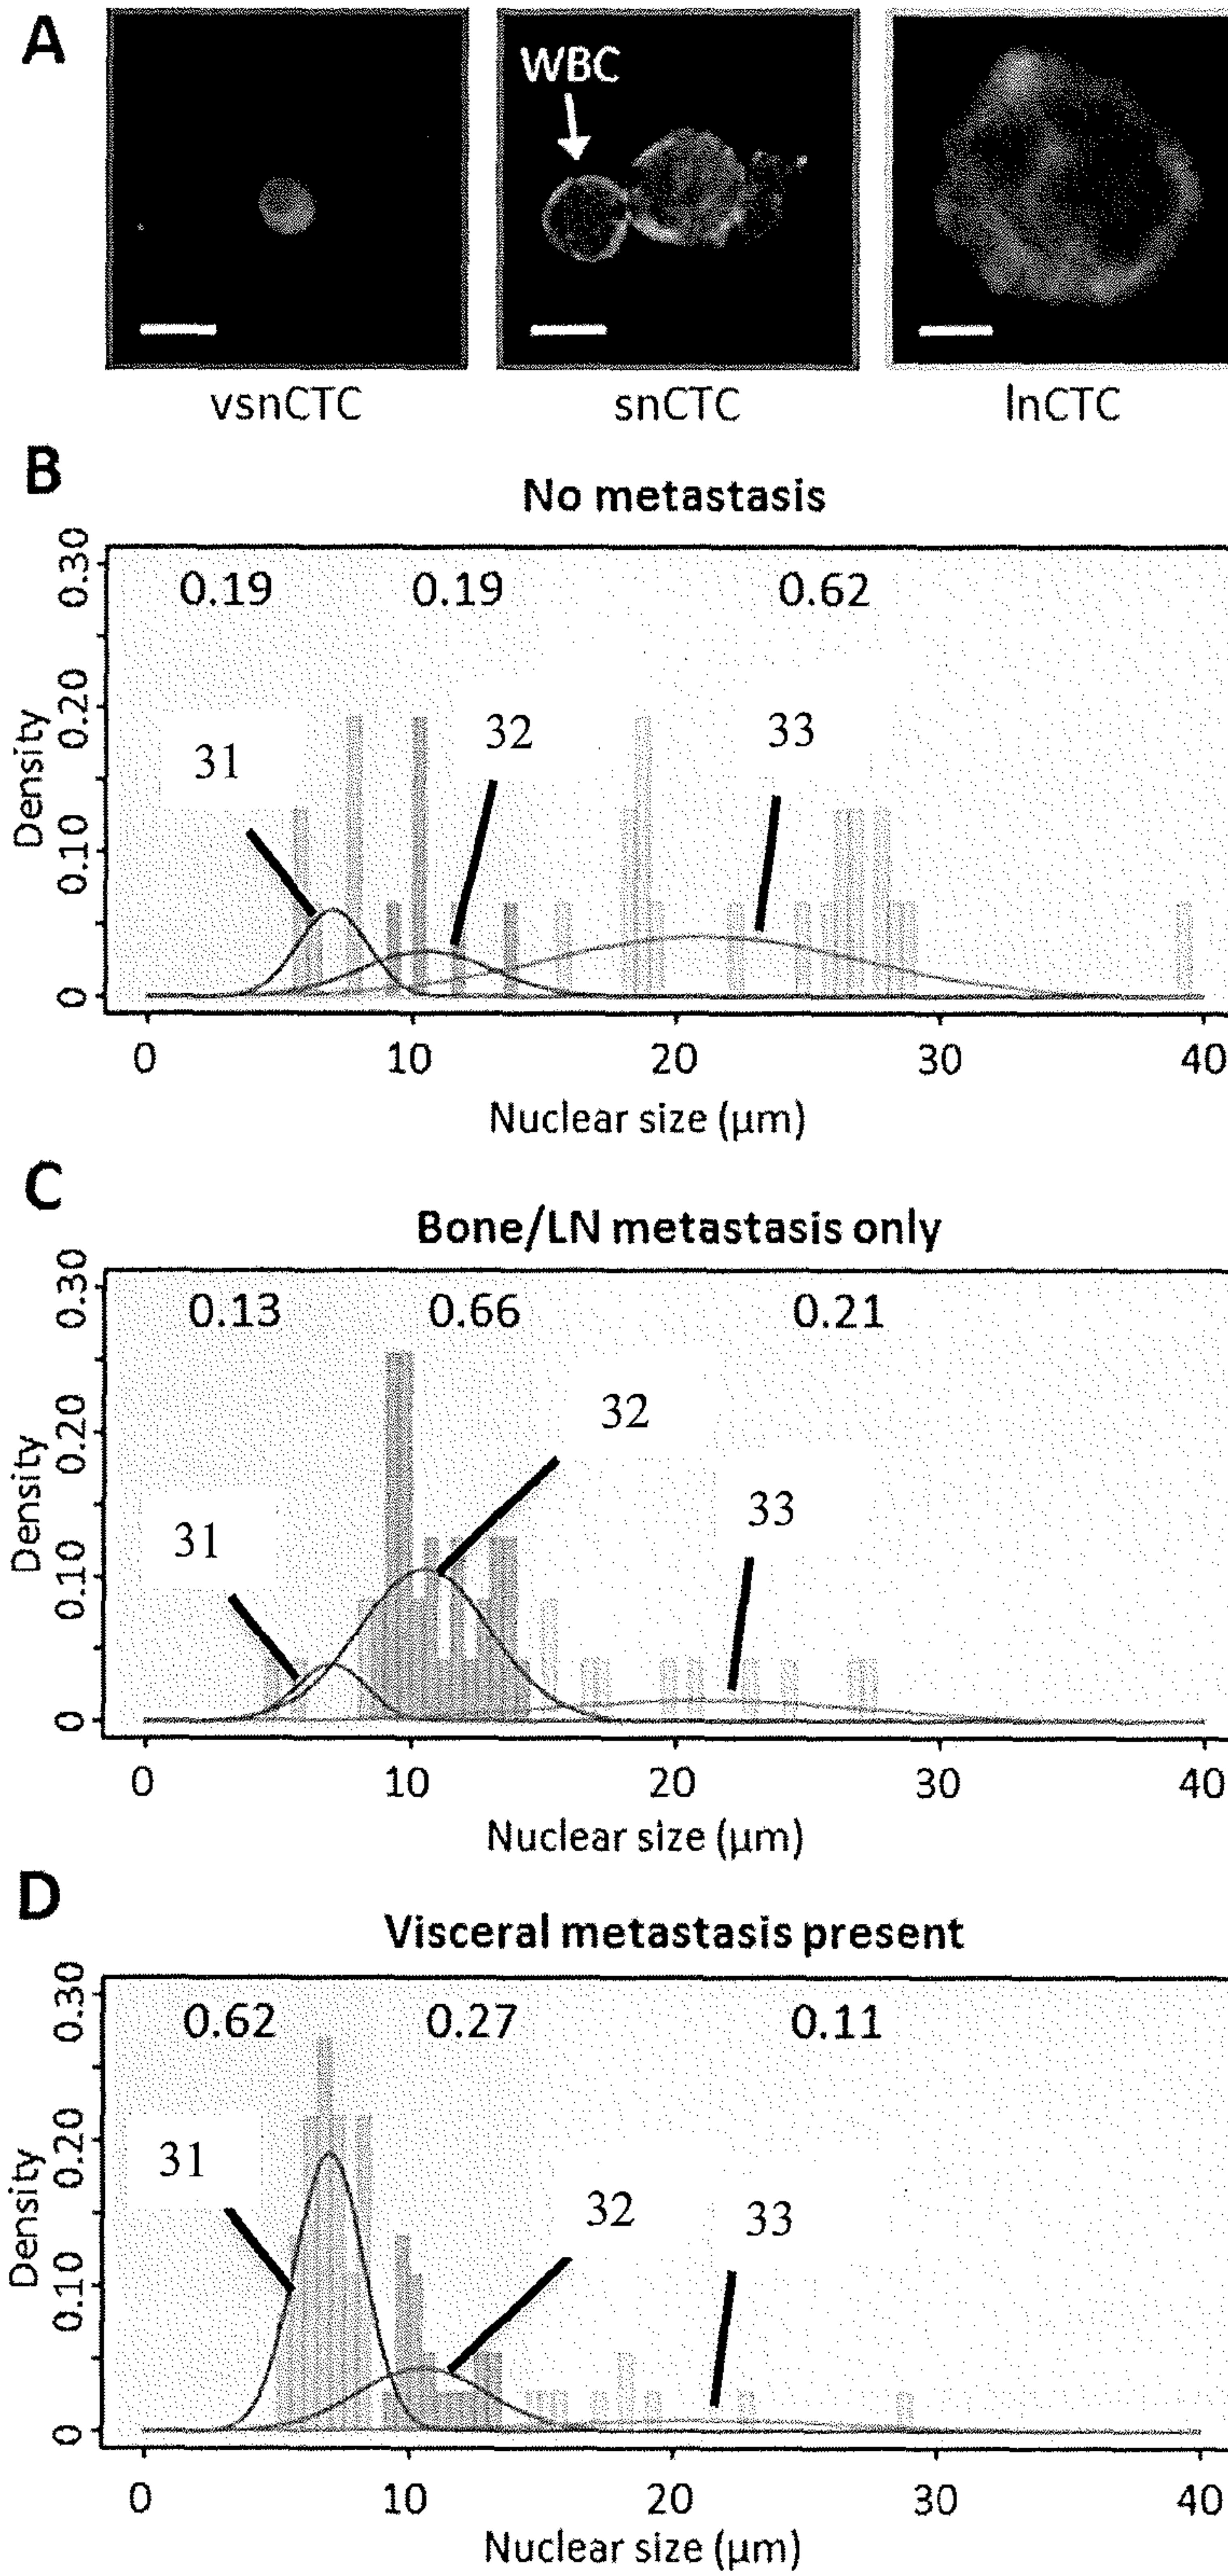 A
WBC
vsnCTC
snCTC
lnCTC
B
No metastasis
0.19
0.19
0.62
31
32
33
Density
0.30
0.20
0.10
0
0
10
20
30
40
Nuclear size (µm)
C
Bone/LN metastasis only
0.13
0.66
0.21
31
32
33
Density
0.30
0.20
0.10
0
0
10
20
30
40
Nuclear size (µm)
D
Visceral metastasis present
0.62
0.27
0.11
31
32
33
Density
0.30
0.20
0.10
0
0
10
20
30
40
Nuclear size (µm)